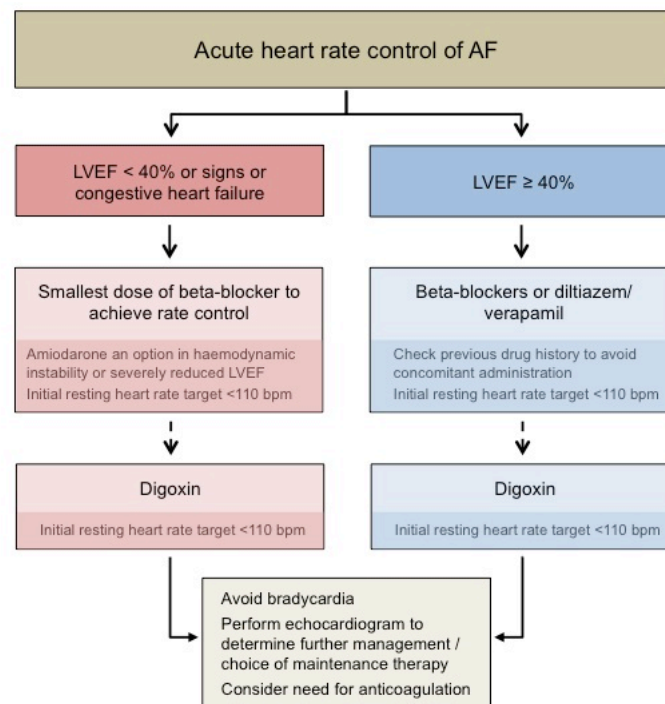 Acute heart rate control of AF
LVEF < 40% or signs or
congestive heart failure
LVEF ≥ 40%
Smallest dose of beta-blocker to
achieve rate control
Amiodarone an option in haemodynamic
instability or severely reduced LVEF
Initial resting heart rate target <110 bpm
Beta-blockers or diltiazem/
verapamil
Check previous drug history to avoid
concomitant administration
Initial resting heart rate target <110 bpm
Digoxin
Initial resting heart rate target <110 bpm
Digoxin
Initial resting heart rate target <110 bpm
Avoid bradycardia
Perform echocardiogram to
determine further management /
choice of maintenance therapy
Consider need for anticoagulation